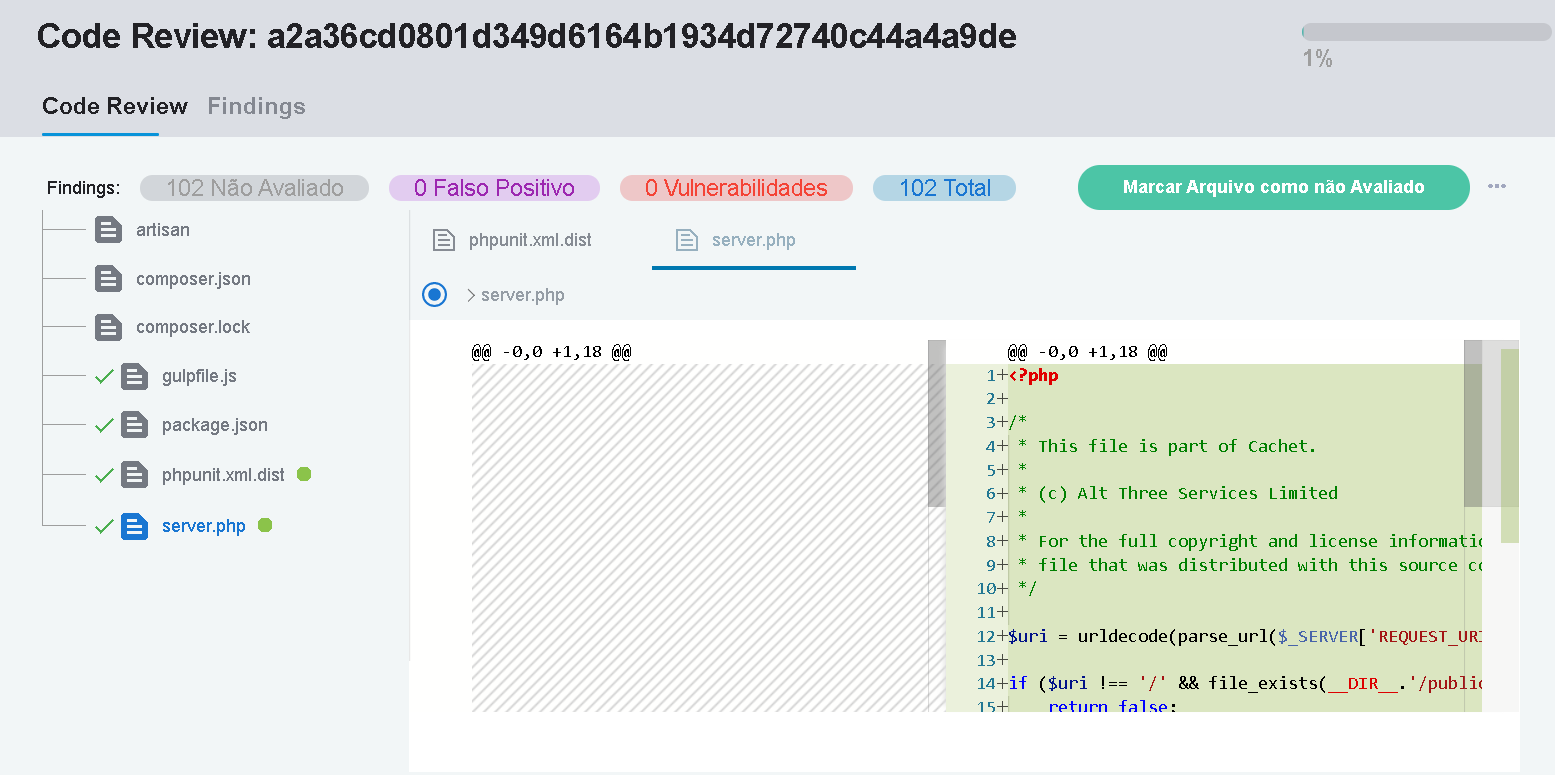 Code Review: a2a36cd0801d349d6164b1934d72740c44a4a9de
1%
Code Review Findings
Findings: 102 Não Avaliado 0 Falso Positivo 0 Vulnerabilidades 102 Total Marcar Arquivo como não Avaliado ...
artisan
composer.json
composer.lock
gulpfile.js
package.json
phpunit.xml.dist
server.php
phpunit.xml.dist server.php
> server.php
@@ -0,0 +1,18 @@
@@ -0,0 +1,18 @@
1+<?php
2+
3+/*
4+ * This file is part of Cachet.
5+ *
6+ * (c) Alt Three Services Limited
7+ *
8+ * For the full copyright and license informatio
9+ * file that was distributed with this source co
10+ */
11+
12+$uri = urldecode(parse_url($_SERVER['REQUEST_URI
13+
14+if ($uri !== '/' && file_exists(__DIR__.'/public
15+    return false;